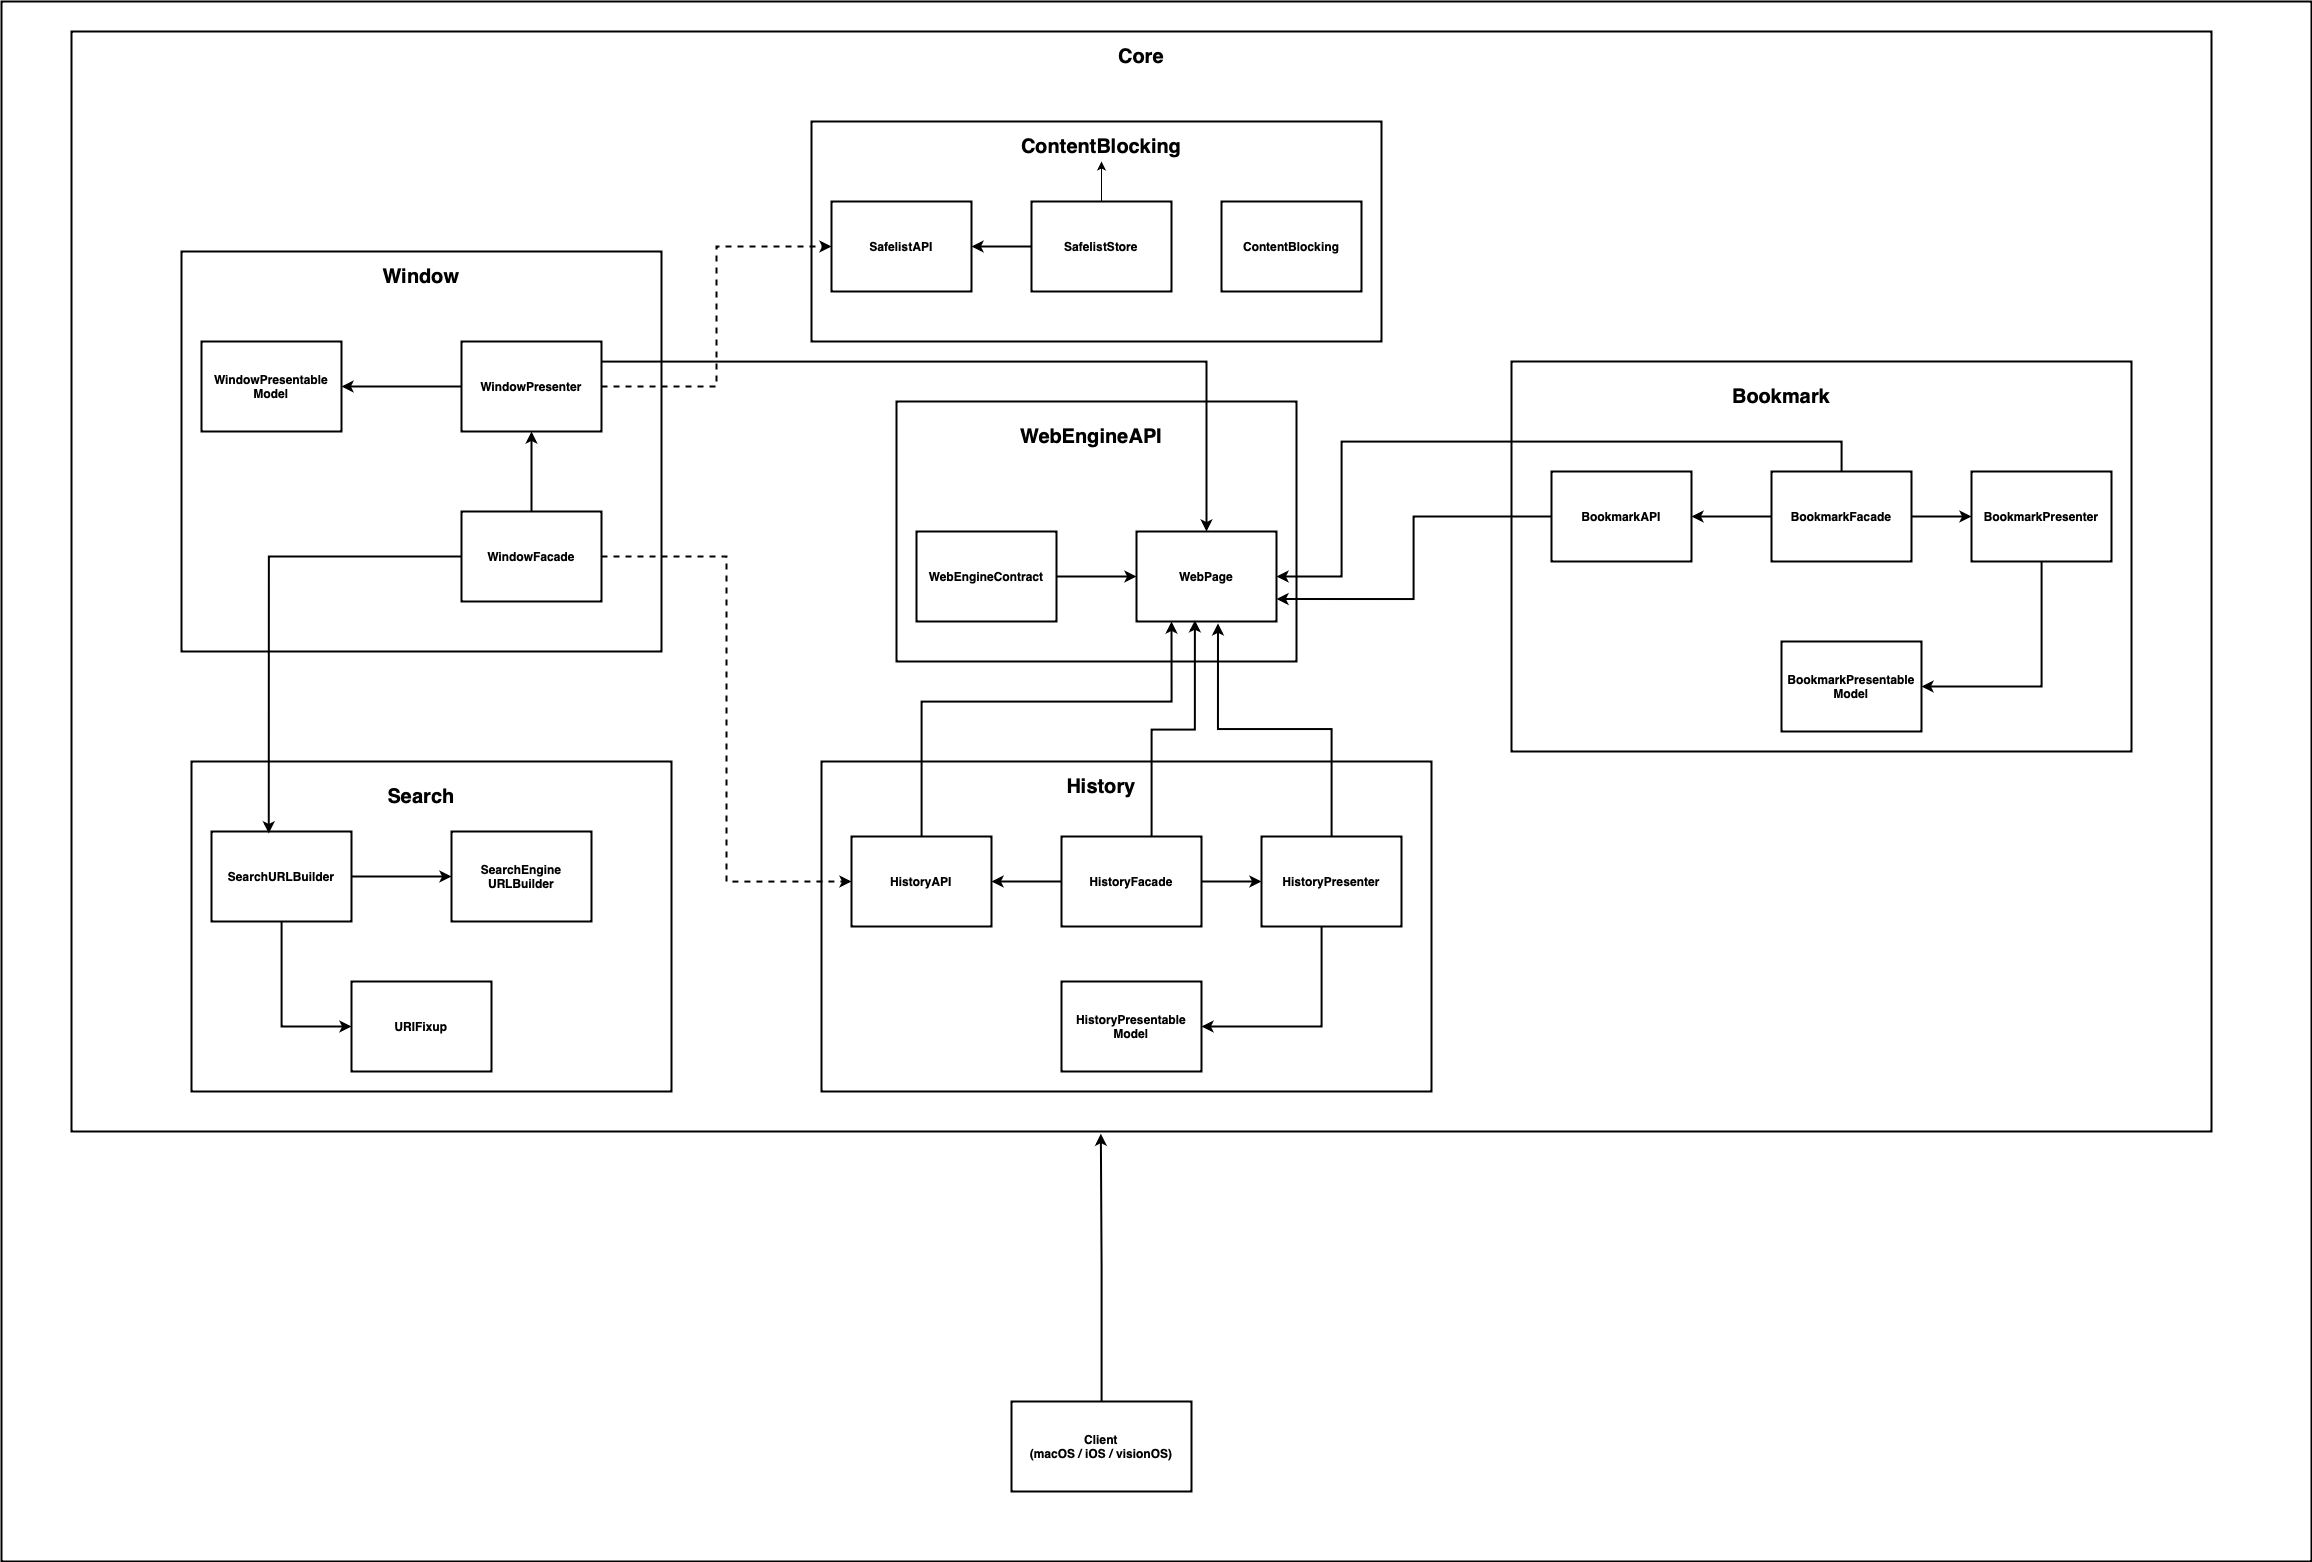 Core
ContentBlocking
SafelistAPI
SafelistStore
ContentBlocking
Window
WindowPresentable
Model
WindowPresenter
WindowFacade
WebEngineAPI
WebEngineContract
WebPage
Bookmark
BookmarkAPI
BookmarkFacade
BookmarkPresenter
BookmarkPresentable
Model
Search
SearchURLBuilder
SearchEngine
URLBuilder
URIFixup
History
HistoryAPI
HistoryFacade
HistoryPresenter
HistoryPresentable
Model
Client
(macOS / iOS / visionOS)